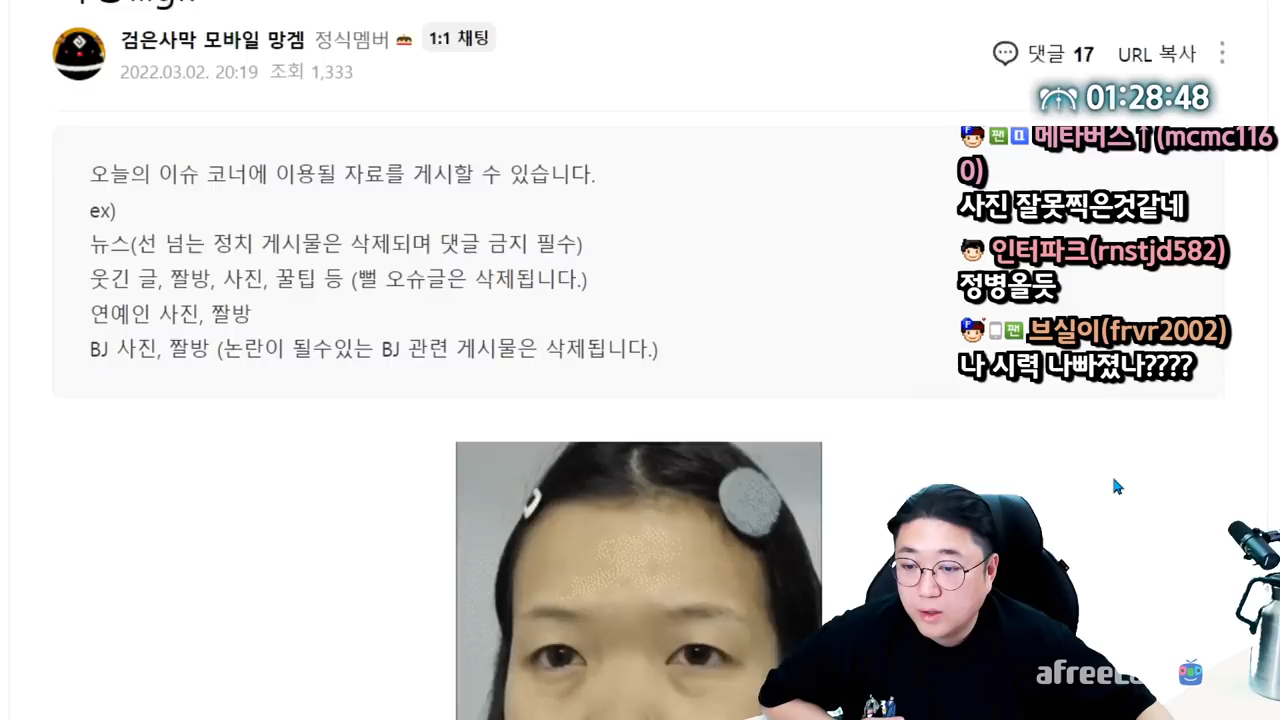 검은사막 모바일 망겜 정식멤버 1:1 채팅
2022.03.02. 20:19 조회 1,333
댓글 17 URL 복사
01:28:48
오늘의 이슈 코너에 이용될 자료를 게시할 수 있습니다.
ex)
뉴스(선 넘는 정치 게시물은 삭제되며 댓글 금지 필수)
웃긴 글, 짤방, 사진, 꿀팁 등 (뻘 오슈글은 삭제됩니다.)
연예인 사진, 짤방
BJ 사진, 짤방 (논란이 될수있는 BJ 관련 게시물은 삭제됩니다.)
팬 메타버스↑(mcmc116
0)
사진 잘못찍은것같네
인터파크(rnstjd582)
정병올듯
팬 브실이(frvr2002)
나 시력 나빠졌나????